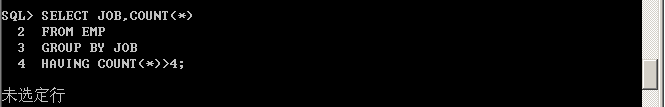 SQL> SELECT JOB,COUNT(*)
  2  FROM EMP
  3  GROUP BY JOB
  4  HAVING COUNT(*)>4;
未选定行